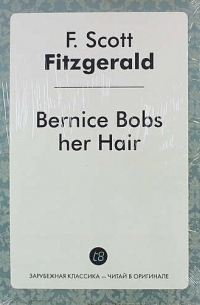 F. Scott
Fitzgerald
Bernice Bobs
her Hair
t8
ЗАРУБЕЖНАЯ КЛАССИКА – ЧИТАЙ В ОРИГИНАЛЕ